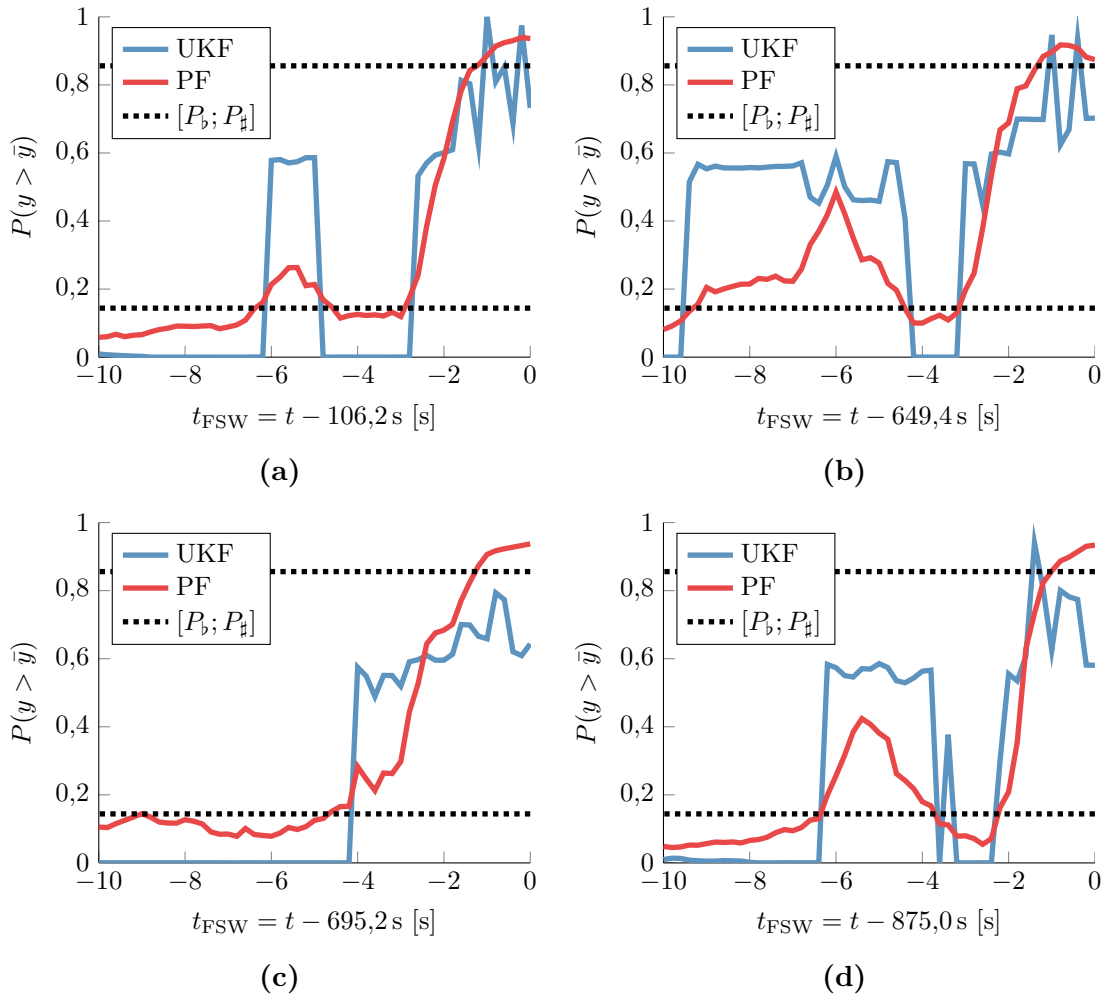 1
0,8
0,6
0,4
0,2
0
P(y > ȳ)
UKF
PF
[P♭; P♯]
−10 −8 −6 −4 −2 0
t_FSW = t − 106,2 s [s]
(a)
1
0,8
0,6
0,4
0,2
0
P(y > ȳ)
UKF
PF
[P♭; P♯]
−10 −8 −6 −4 −2 0
t_FSW = t − 649,4 s [s]
(b)
1
0,8
0,6
0,4
0,2
0
P(y > ȳ)
UKF
PF
[P♭; P♯]
−10 −8 −6 −4 −2 0
t_FSW = t − 695,2 s [s]
(c)
1
0,8
0,6
0,4
0,2
0
P(y > ȳ)
UKF
PF
[P♭; P♯]
−10 −8 −6 −4 −2 0
t_FSW = t − 875,0 s [s]
(d)